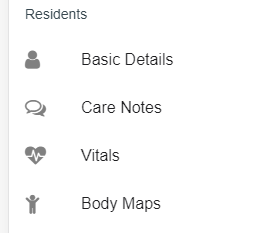 Residents
Basic Details
Care Notes
Vitals
Body Maps